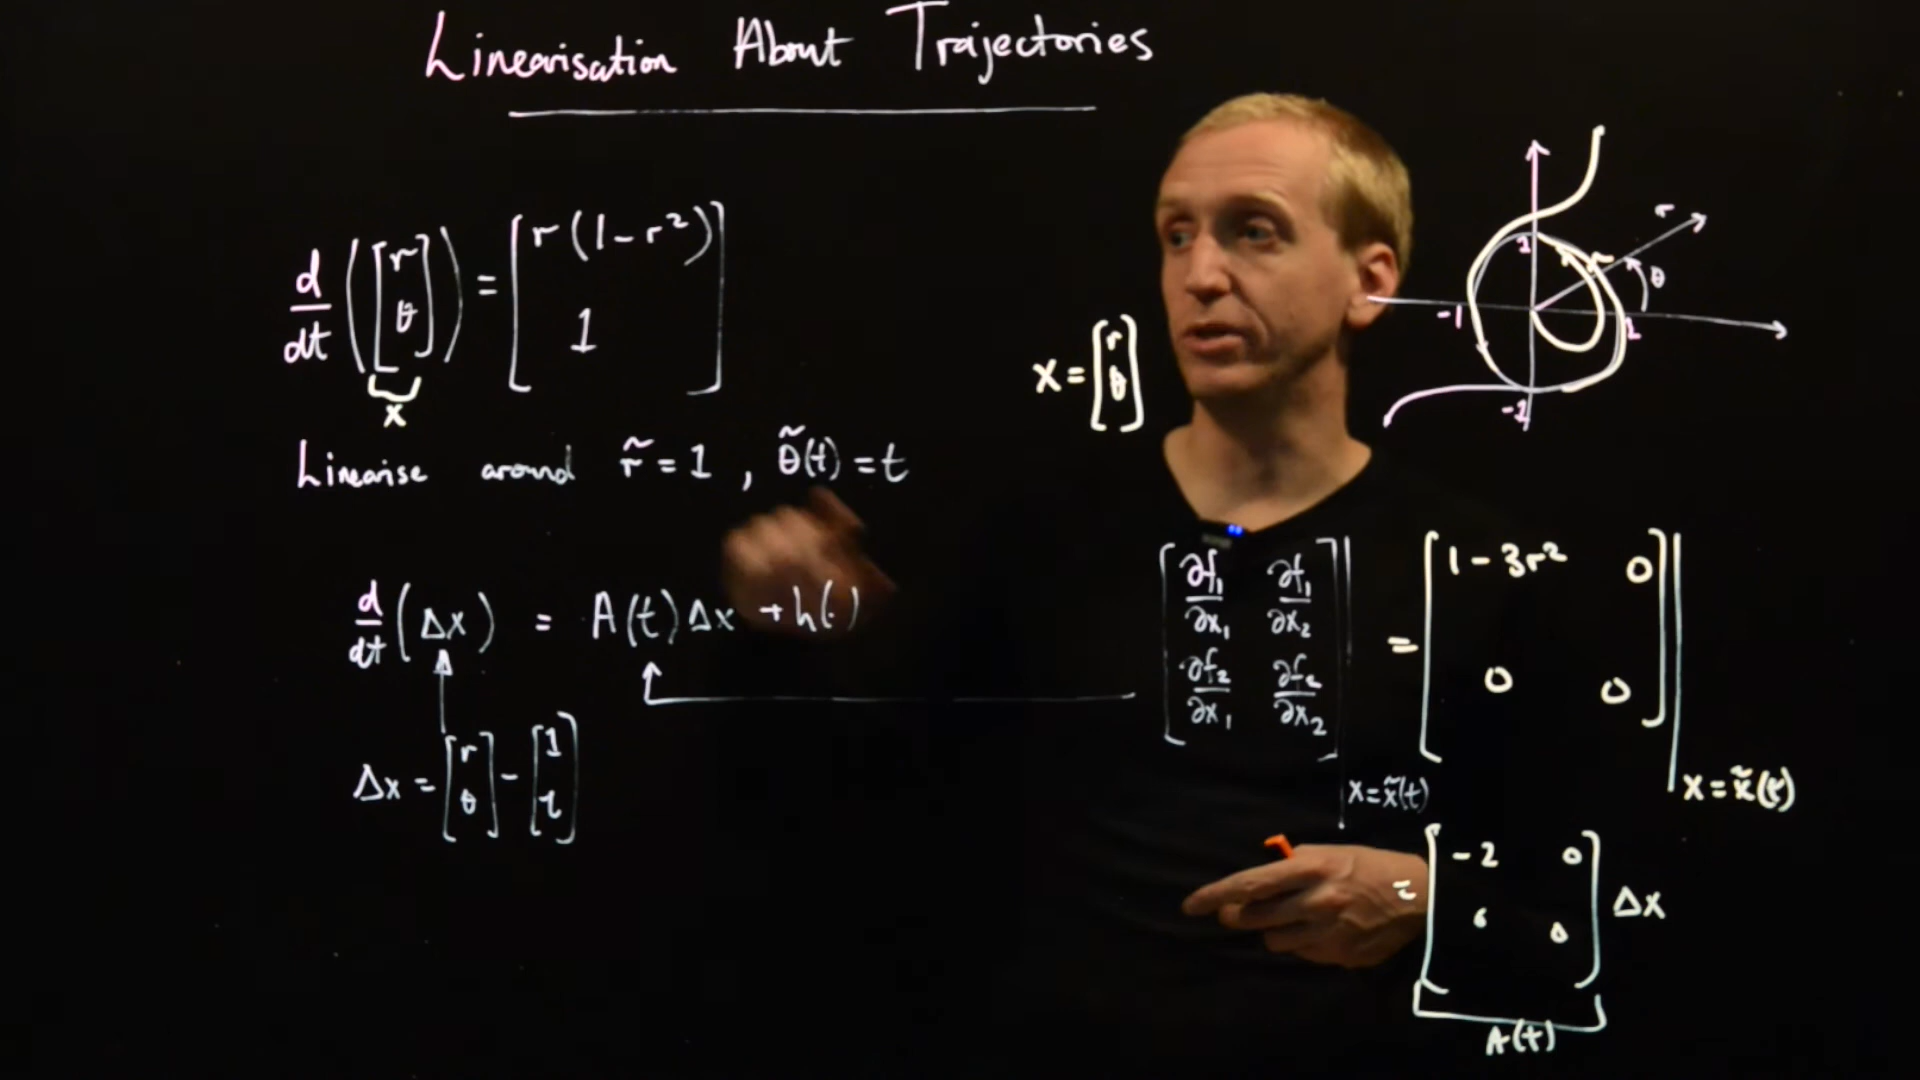 Linearisation About Trajectories
d/dt ([r θ]) = [r(1-r²) 1]
x
x = [r θ]
Linearise around r̃ = 1, θ̃(t) = t
d/dt (Δx) = A(t)Δx + h(.)
Δx = [r θ] - [1 t]
[∂f₁/∂x₁ ∂f₁/∂x₂ ∂f₂/∂x₁ ∂f₂/∂x₂] | x=x̃(t) = [1-3r² 0 0 0] | x=x̃(t)
= [-2 0 0 0] Δx
A(t)
r
θ
1
-1
1
-1